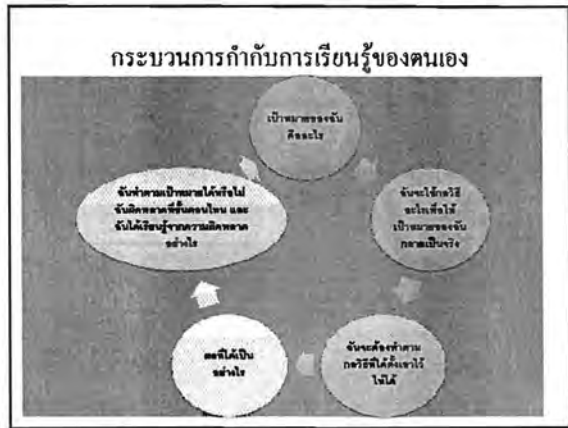 กระบวนการกำกับการเรียนรู้ของตนเอง
เป้าหมายของฉัน
คืออะไร
ฉันจะใช้กลวิธี
อะไรเพื่อให้
เป้าหมายของฉัน
กลายเป็นจริง
ฉันจะต้องทำตาม
กลวิธีที่ได้ตั้งเอาไว้
ให้ได้
ผลที่ได้เป็น
อย่างไร
ฉันทำตามเป้าหมายได้หรือไม่
ฉันผิดพลาดที่ขั้นตอนไหน และ
ฉันได้เรียนรู้จากความผิดพลาด
อย่างไร